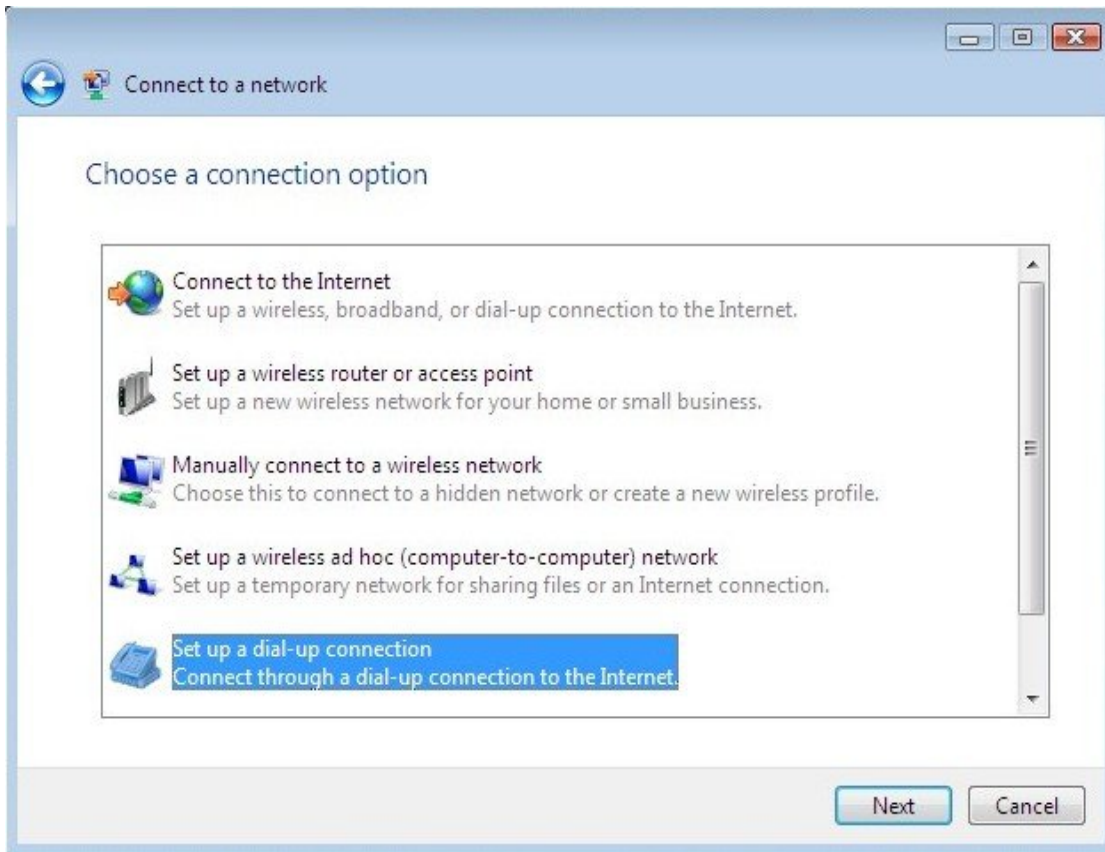 Connect to a network
Choose a connection option
Connect to the Internet
Set up a wireless, broadband, or dial-up connection to the Internet.
Set up a wireless router or access point
Set up a new wireless network for your home or small business.
Manually connect to a wireless network
Choose this to connect to a hidden network or create a new wireless profile.
Set up a wireless ad hoc (computer-to-computer) network
Set up a temporary network for sharing files or an Internet connection.
Set up a dial-up connection
Connect through a dial-up connection to the Internet.
Next
Cancel